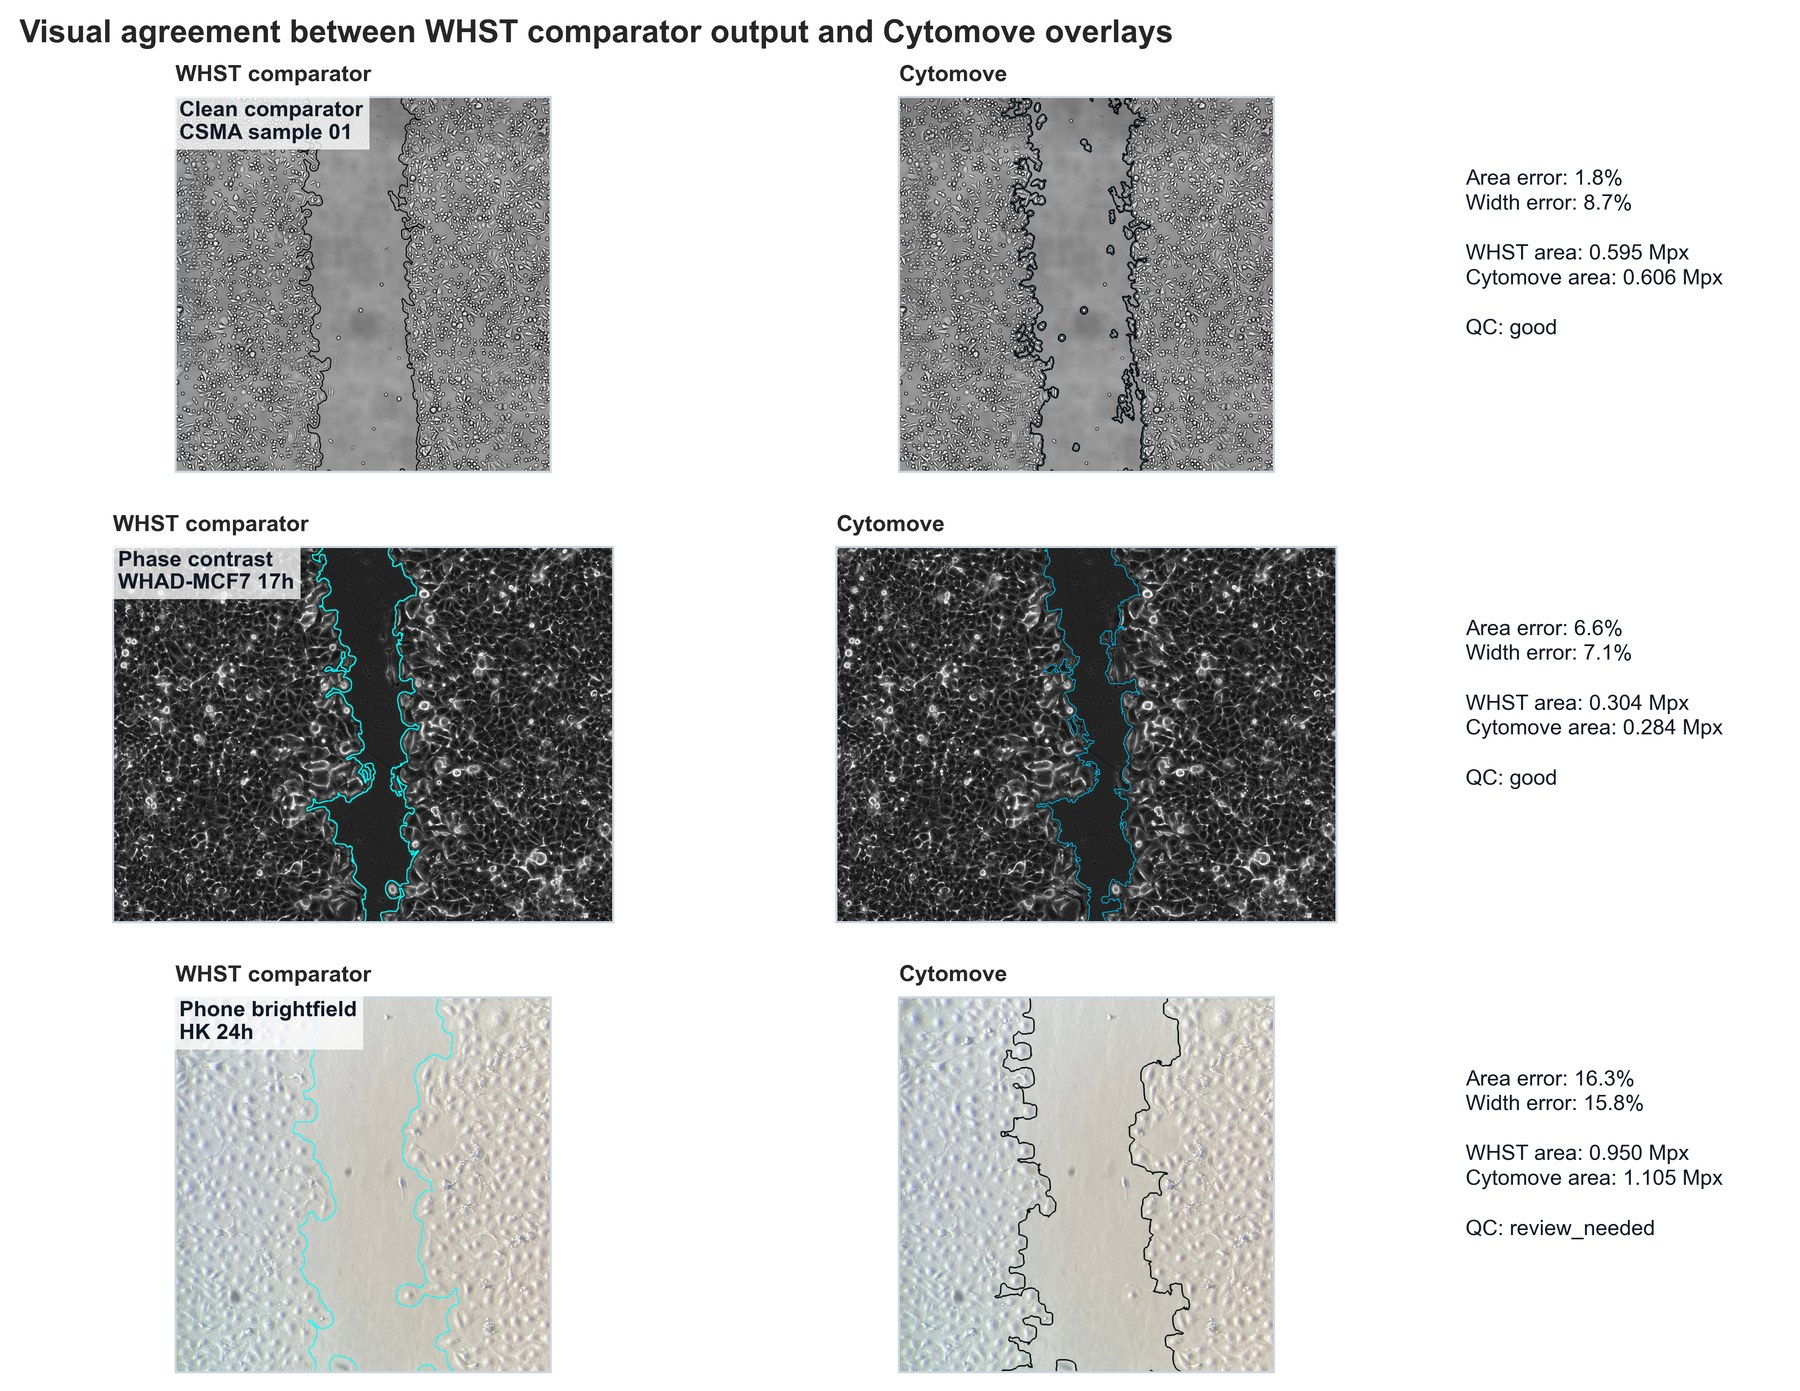 Visual agreement between WHST comparator output and Cytomove overlays
WHST comparator
Cytomove
Clean comparator
CSMA sample 01
Area error: 1.8%
Width error: 8.7%
WHST area: 0.595 Mpx
Cytomove area: 0.606 Mpx
QC: good
WHST comparator
Cytomove
Phase contrast
WHAD-MCF7 17h
Area error: 6.6%
Width error: 7.1%
WHST area: 0.304 Mpx
Cytomove area: 0.284 Mpx
QC: good
WHST comparator
Cytomove
Phone brightfield
HK 24h
Area error: 16.3%
Width error: 15.8%
WHST area: 0.950 Mpx
Cytomove area: 1.105 Mpx
QC: review_needed